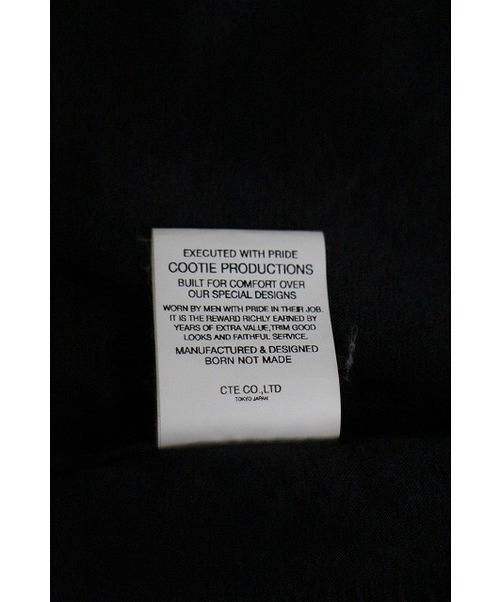 EXECUTED WITH PRIDE
COOTIE PRODUCTIONS
BUILT FOR COMFORT OVER
OUR SPECIAL DESIGNS
WORN BY MEN WITH PRIDE IN THEIR JOB.
IT IS THE REWARD RICHLY EARNED BY
YEARS OF EXTRA VALUE,TRIM GOOD
LOOKS AND FAITHFUL SERVICE.
MANUFACTURED & DESIGNED
BORN NOT MADE
CTE CO.,LTD
TOKYO JAPAN